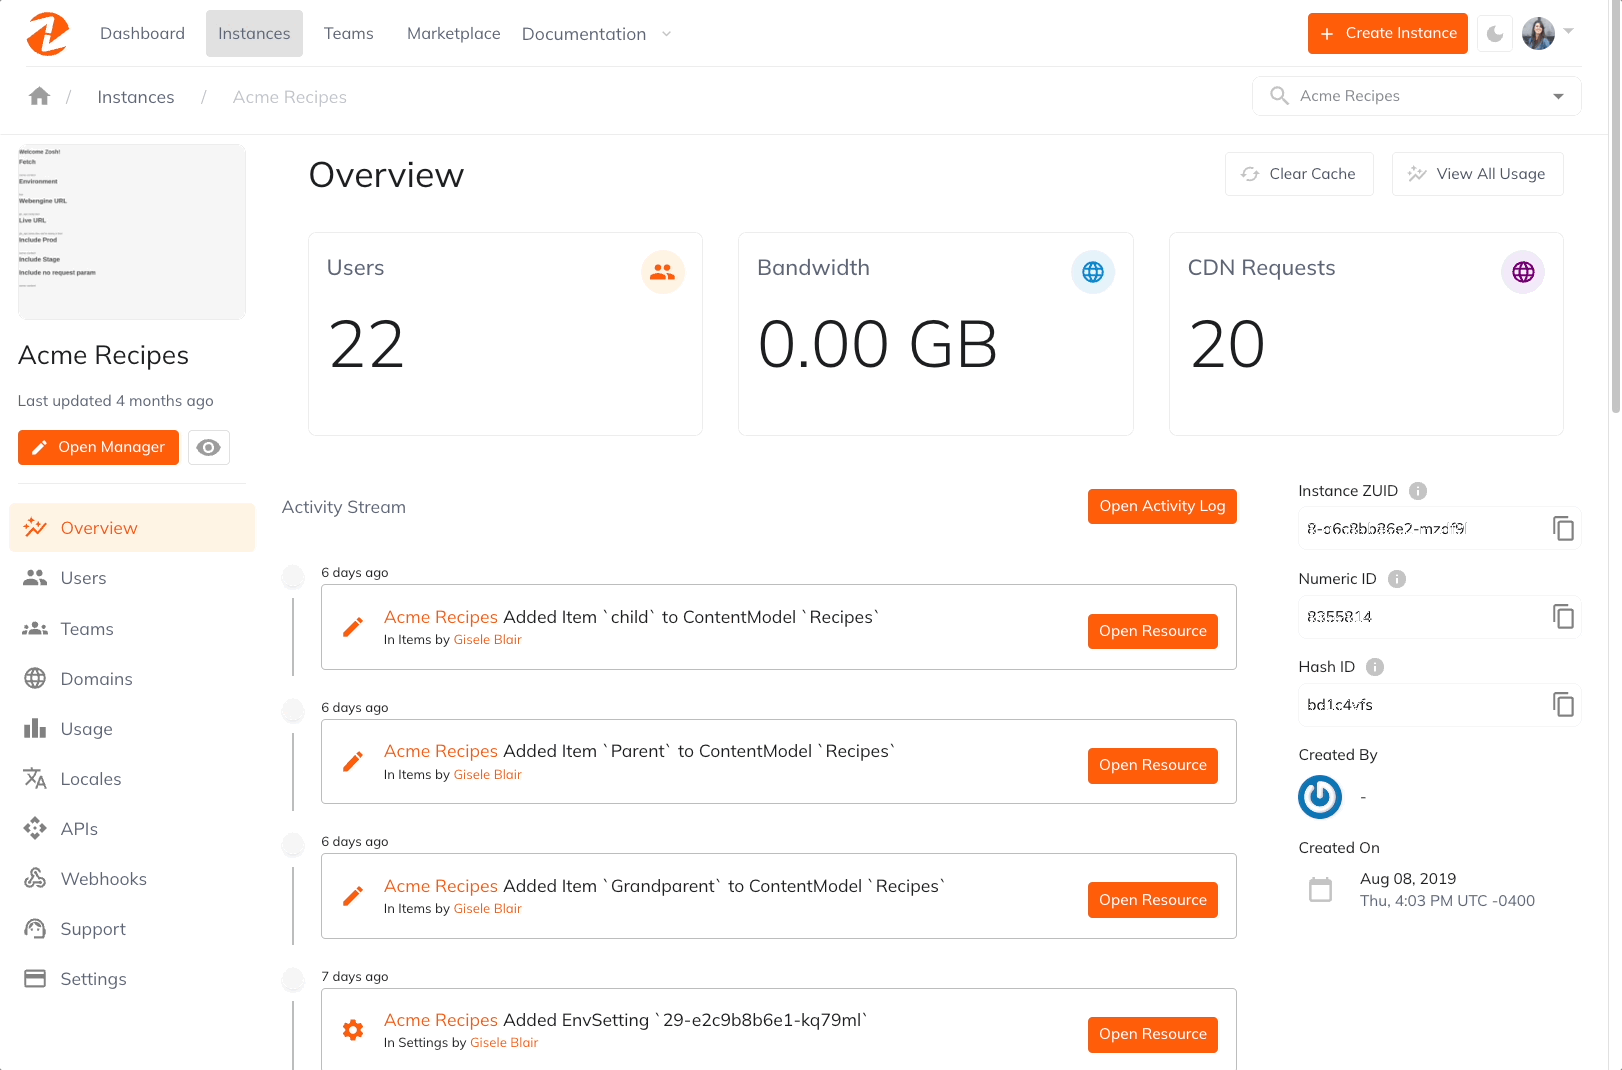 Dashboard
Instances
Teams
Marketplace
Documentation
Create Instance
/ Instances / Acme Recipes
Acme Recipes
Welcome Zosh!
Fetch
Environment
Webengine URL
Live URL
Include Prod
Include Stage
Include no request param
Acme Recipes
Last updated 4 months ago
Open Manager
Overview
Users
Teams
Domains
Usage
Locales
APIs
Webhooks
Support
Settings
Overview
Clear Cache
View All Usage
Users
22
Bandwidth
0.00 GB
CDN Requests
20
Activity Stream
Open Activity Log
6 days ago
Acme Recipes Added Item `child` to ContentModel `Recipes`
In Items by Gisele Blair
Open Resource
6 days ago
Acme Recipes Added Item `Parent` to ContentModel `Recipes`
In Items by Gisele Blair
Open Resource
6 days ago
Acme Recipes Added Item `Grandparent` to ContentModel `Recipes`
In Items by Gisele Blair
Open Resource
7 days ago
Acme Recipes Added EnvSetting `29-e2c9b8b6e1-kq79ml`
In Settings by Gisele Blair
Open Resource
Instance ZUID
Numeric ID
Hash ID
Created By
-
Created On
Aug 08, 2019
Thu, 4:03 PM UTC -0400